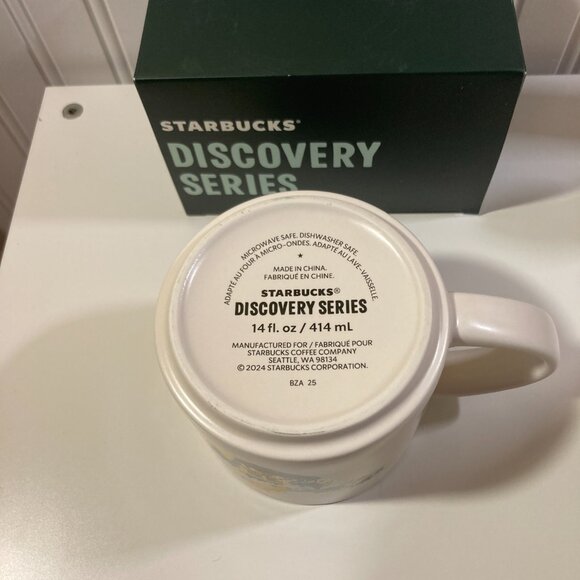 STARBUCKS®
DISCOVERY
SERIES
MICROWAVE SAFE. DISHWASHER SAFE.
ADAPTÉ AU FOUR À MICRO-ONDES. ADAPTÉ AU LAVE-VAISSELLE.
MADE IN CHINA.
FABRIQUÉ EN CHINE.
STARBUCKS®
DISCOVERY SERIES
14 fl. oz / 414 mL
MANUFACTURED FOR / FABRIQUÉ POUR
STARBUCKS COFFEE COMPANY
SEATTLE, WA 98134
© 2024 STARBUCKS CORPORATION.
BZA 25